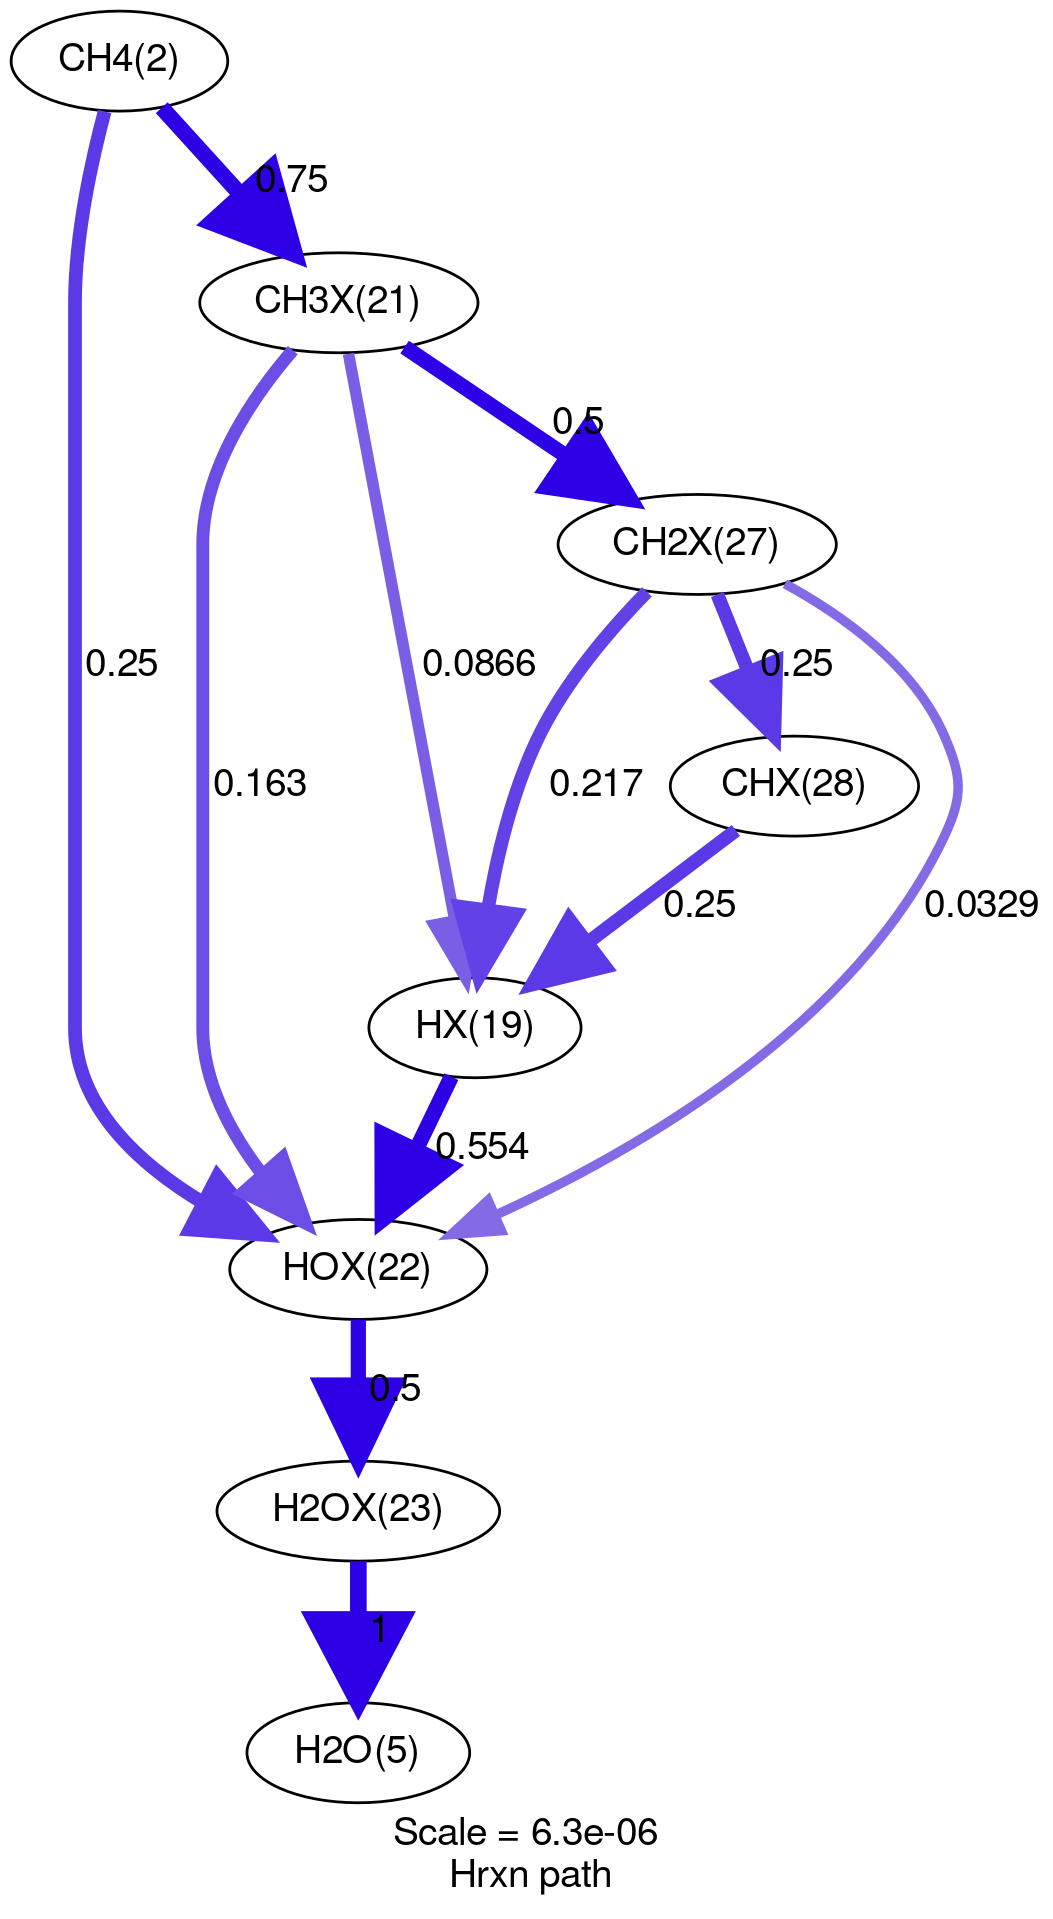 CH4(2)
0.75
CH3X(21)
0.5
CH2X(27)
0.25
0.0866
0.25
0.163
0.217
CHX(28)
0.25
0.0329
HX(19)
0.554
HOX(22)
0.5
H2OX(23)
1
H2O(5)
Scale = 6.3e-06
Hrxn path